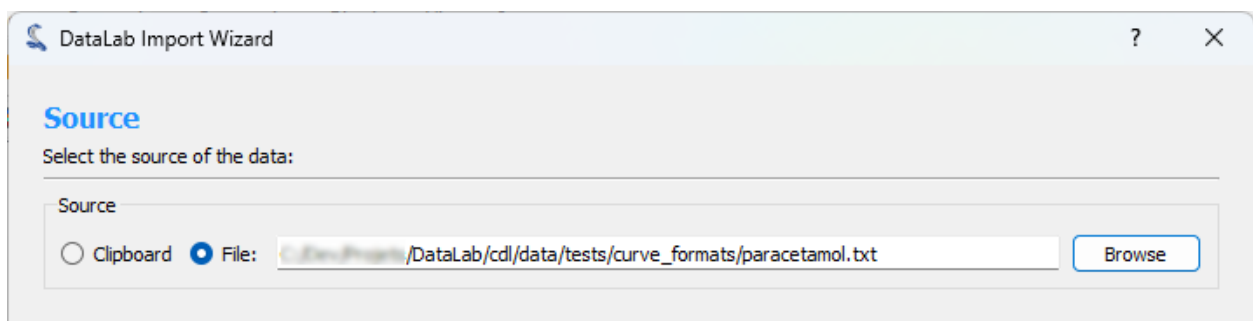 DataLab Import Wizard ?
Source
Select the source of the data:
Source
Clipboard File: /DataLab/cdl/data/tests/curve_formats/paracetamol.txt Browse